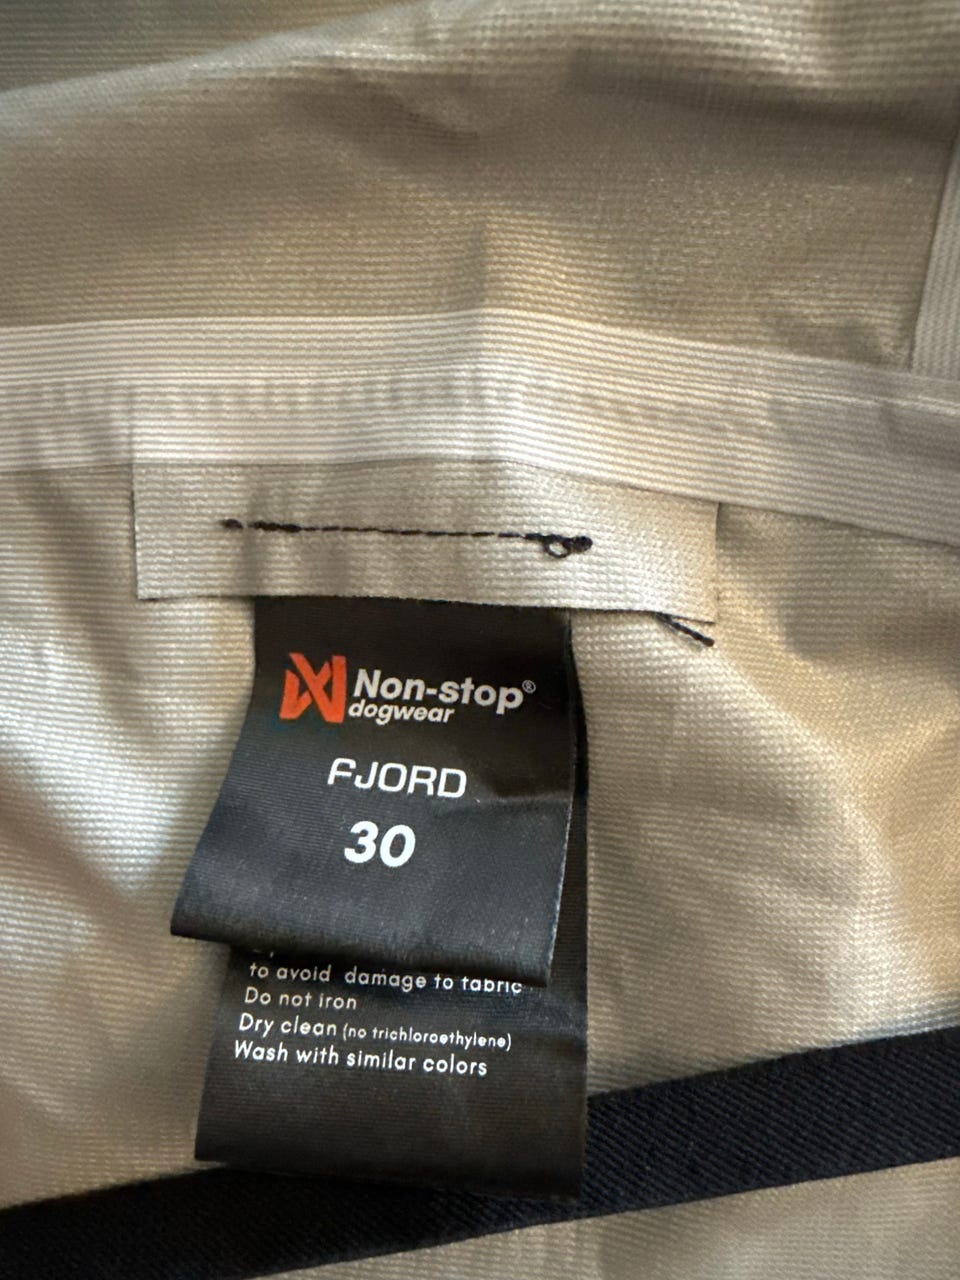 Non-stop®
dogwear
FJORD
30
to avoid damage to fabric
Do not iron
Dry clean (no trichloroethylene)
Wash with similar colors